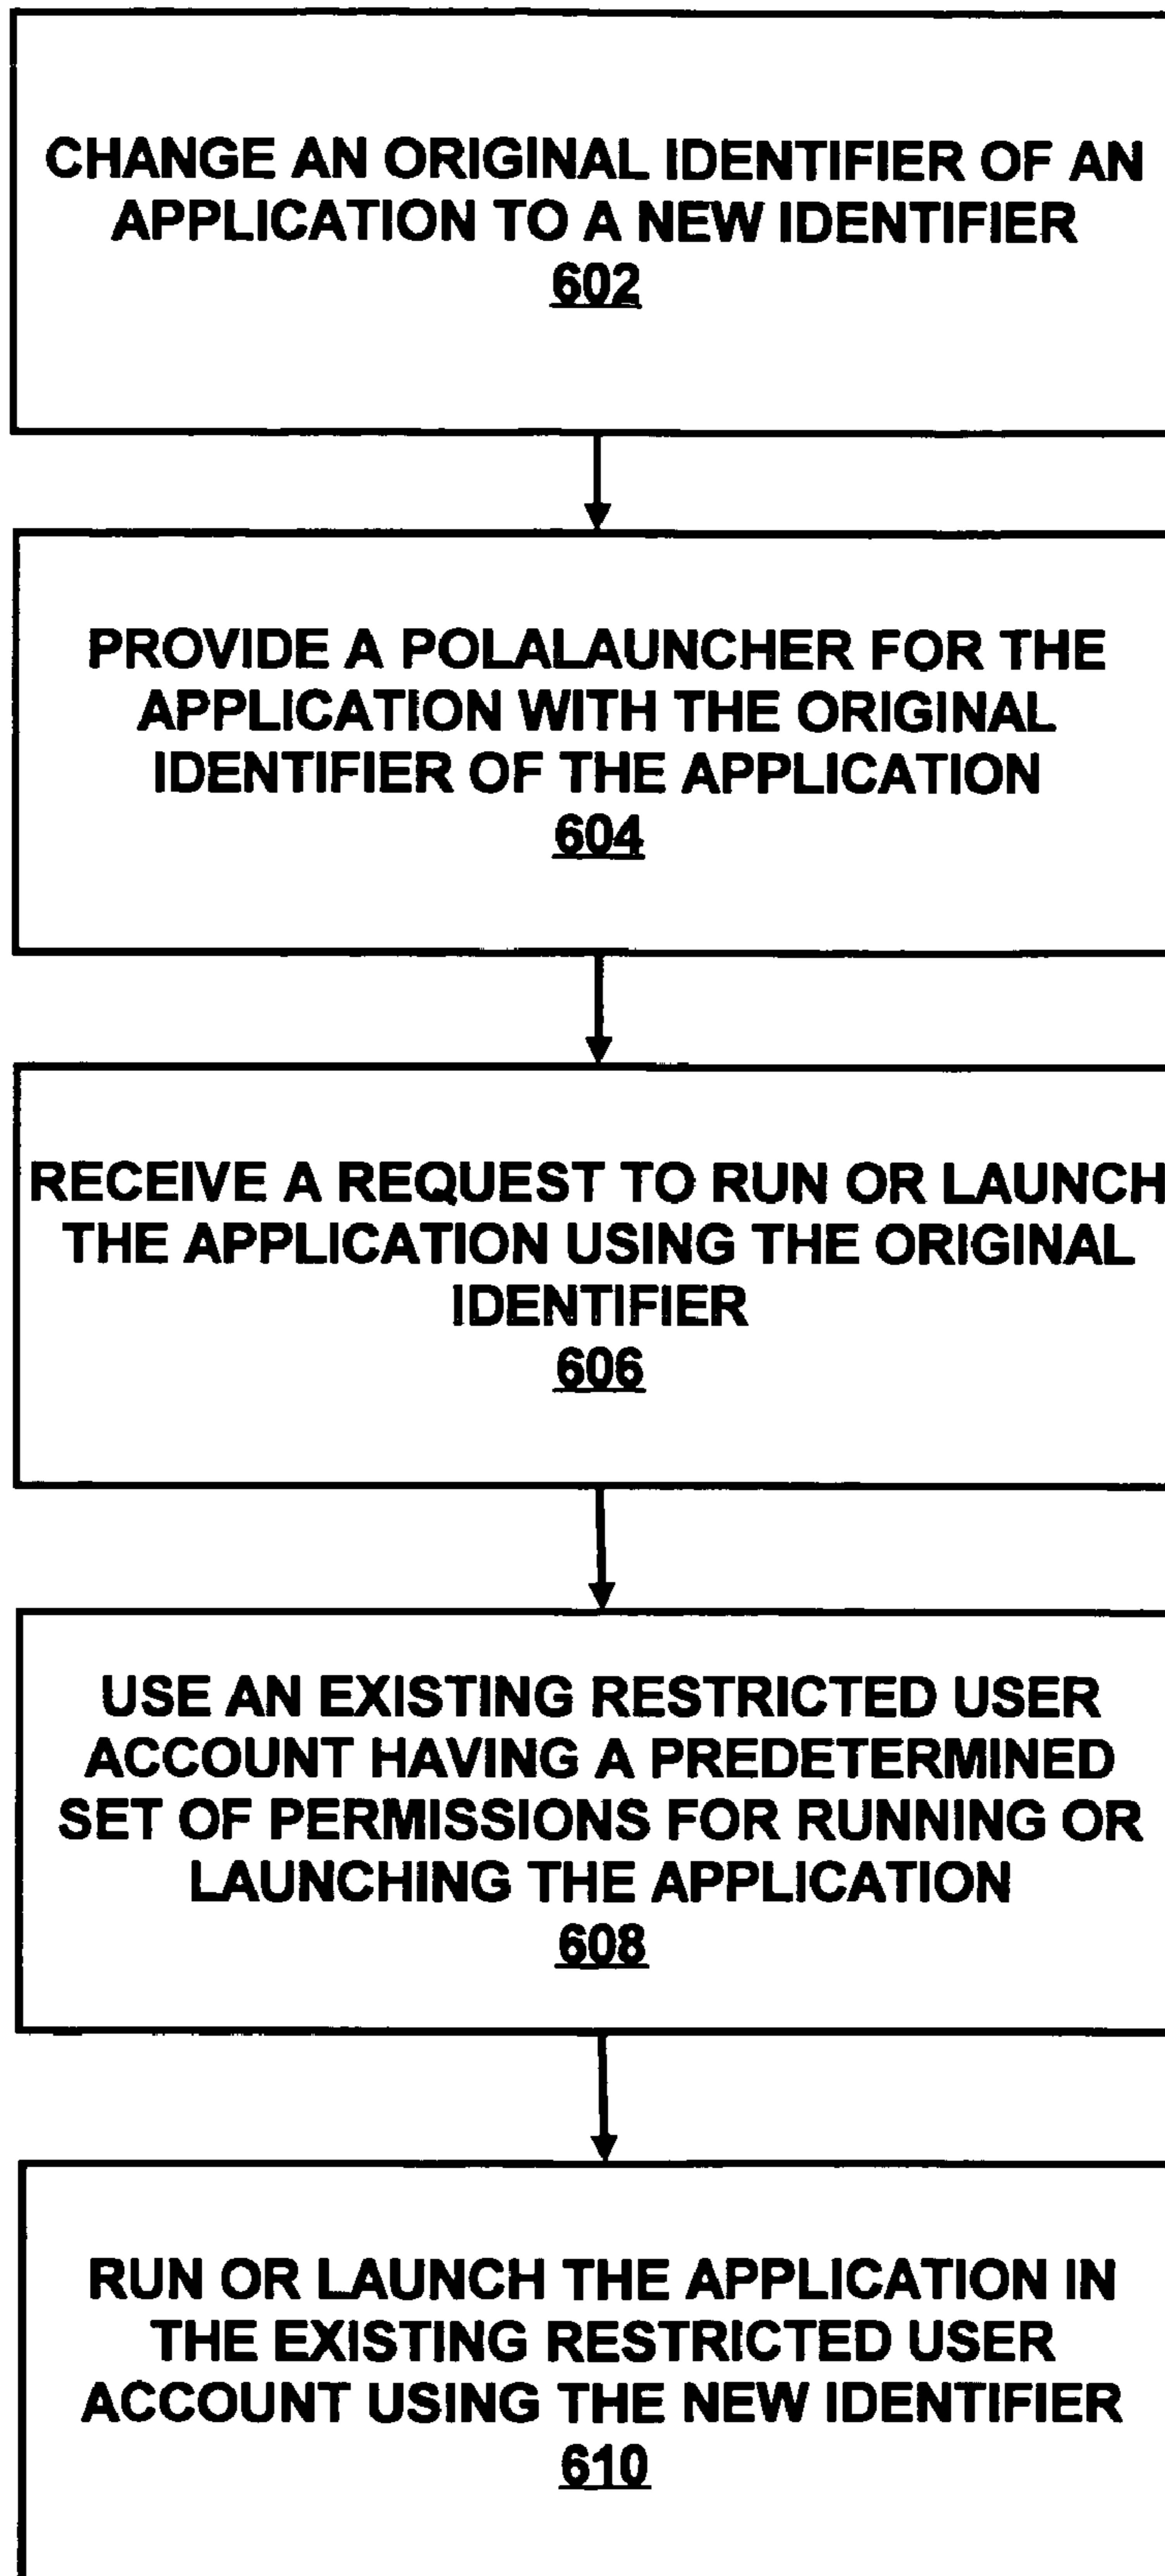 CHANGE AN ORIGINAL IDENTIFIER OF AN
APPLICATION TO A NEW IDENTIFIER
602
PROVIDE A POLALAUNCHER FOR THE
APPLICATION WITH THE ORIGINAL
IDENTIFIER OF THE APPLICATION
604
RECEIVE A REQUEST TO RUN OR LAUNCH
THE APPLICATION USING THE ORIGINAL
IDENTIFIER
606
USE AN EXISTING RESTRICTED USER
ACCOUNT HAVING A PREDETERMINED
SET OF PERMISSIONS FOR RUNNING OR
LAUNCHING THE APPLICATION
608
RUN OR LAUNCH THE APPLICATION IN
THE EXISTING RESTRICTED USER
ACCOUNT USING THE NEW IDENTIFIER
610